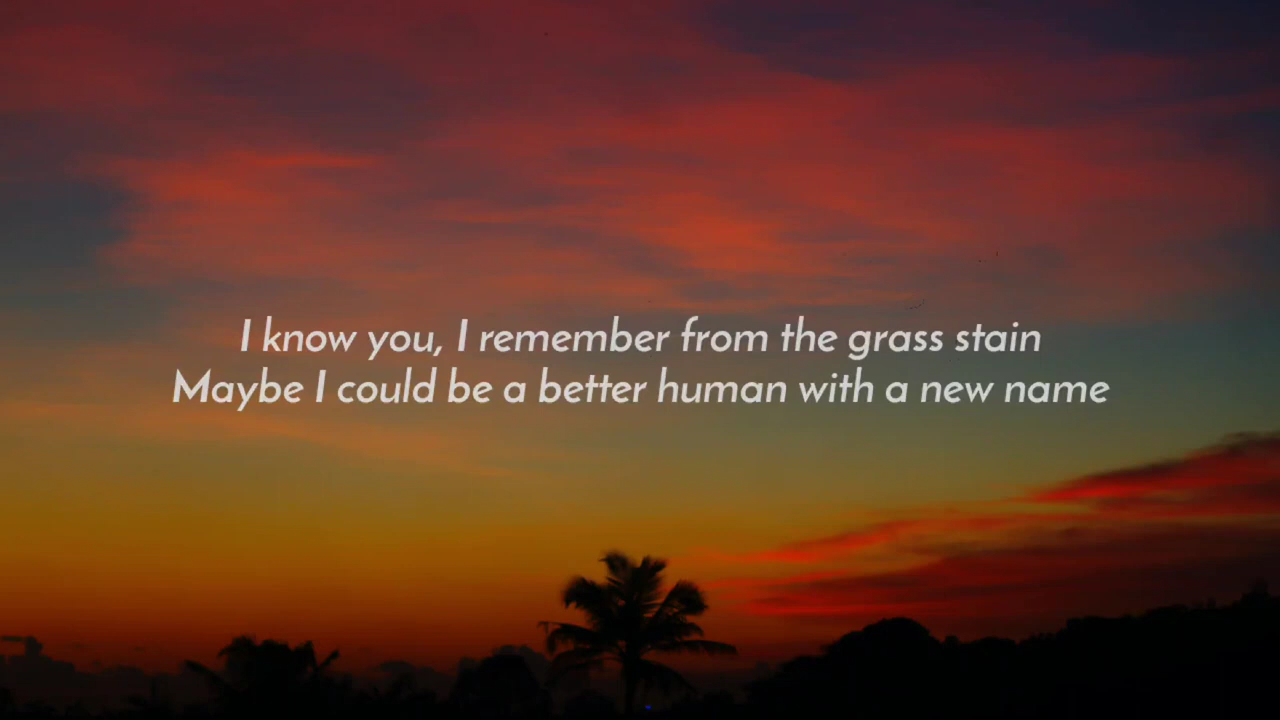 I know you, I remember from the grass stain
Maybe I could be a better human with a new name